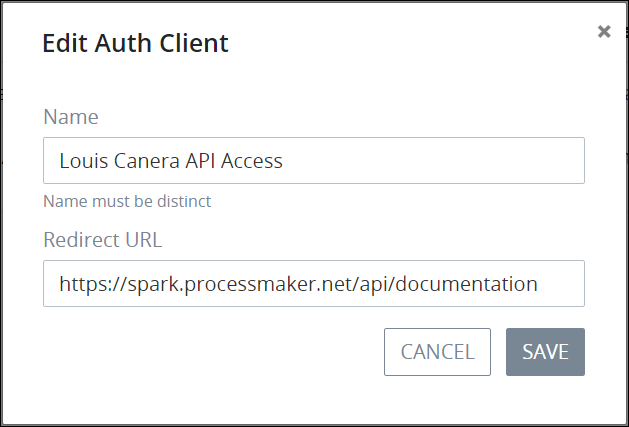 Edit Auth Client
Name
Louis Canera API Access
Name must be distinct
Redirect URL
https://spark.processmaker.net/api/documentation
CANCEL SAVE